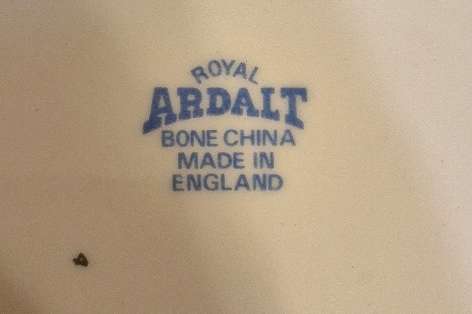 ROYAL
ARDALT
BONE CHINA
MADE IN
ENGLAND